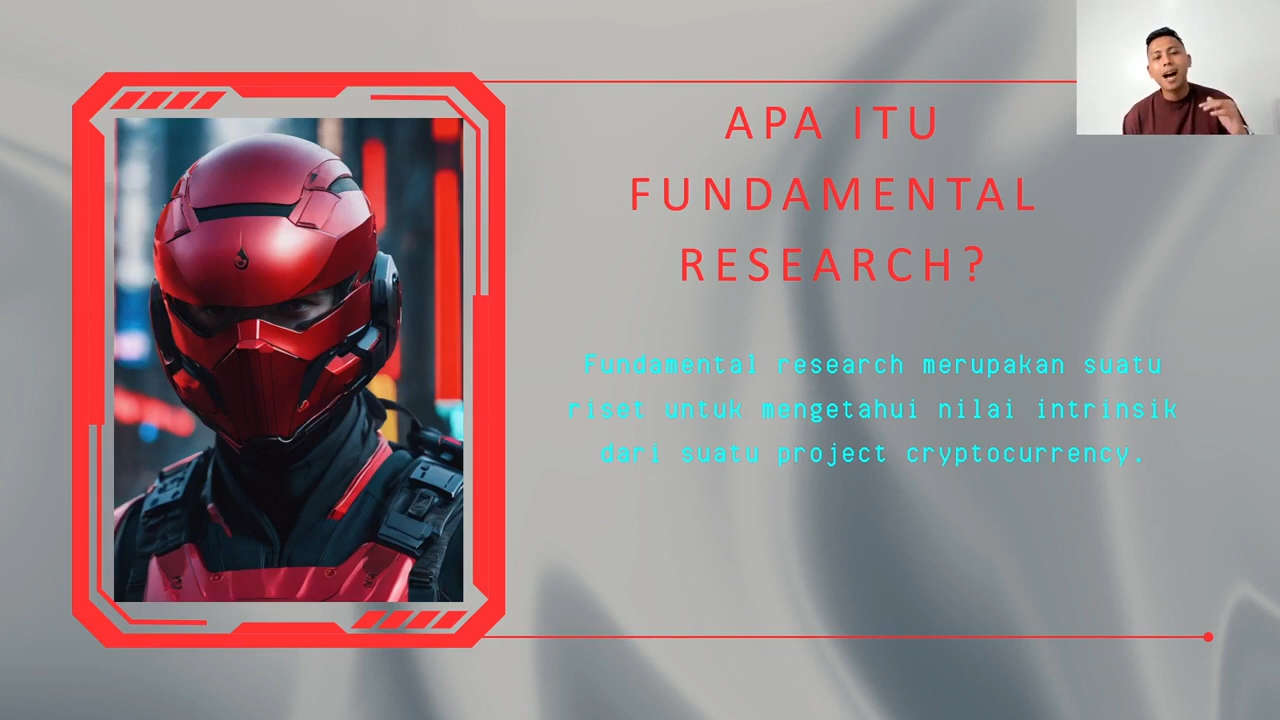 APA ITU
FUNDAMENTAL
RESEARCH?
Fundamental research merupakan suatu
riset untuk mengetahui nilai intrinsik
dari suatu project cryptocurrency.